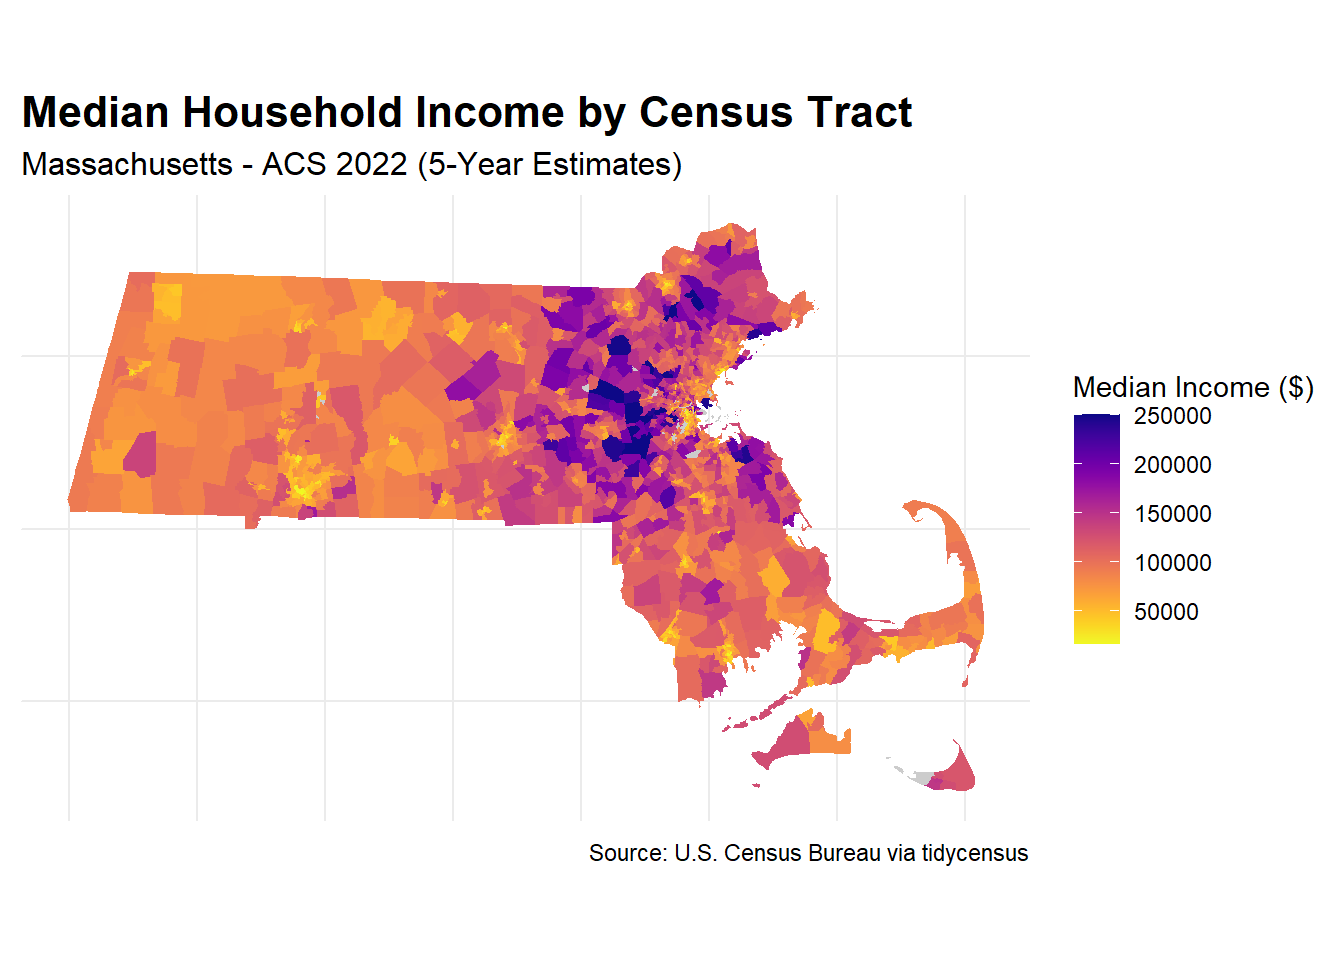 Median Household Income by Census Tract
Massachusetts - ACS 2022 (5-Year Estimates)
Median Income ($)
250000
200000
150000
100000
50000
Source: U.S. Census Bureau via tidycensus